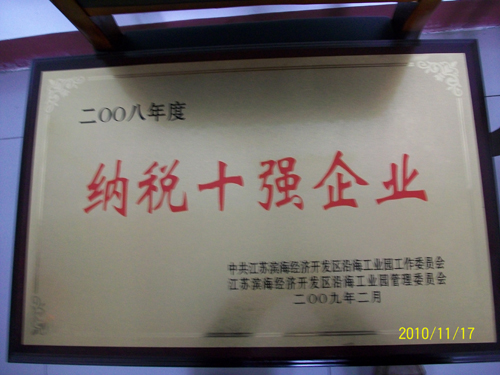 二〇〇八年度
纳税十强企业
中共江苏滨海经济开发区沿海工业园工作委员会
江苏滨海经济开发区沿海工业园管理委员会
二〇〇九年二月
2010/11/17